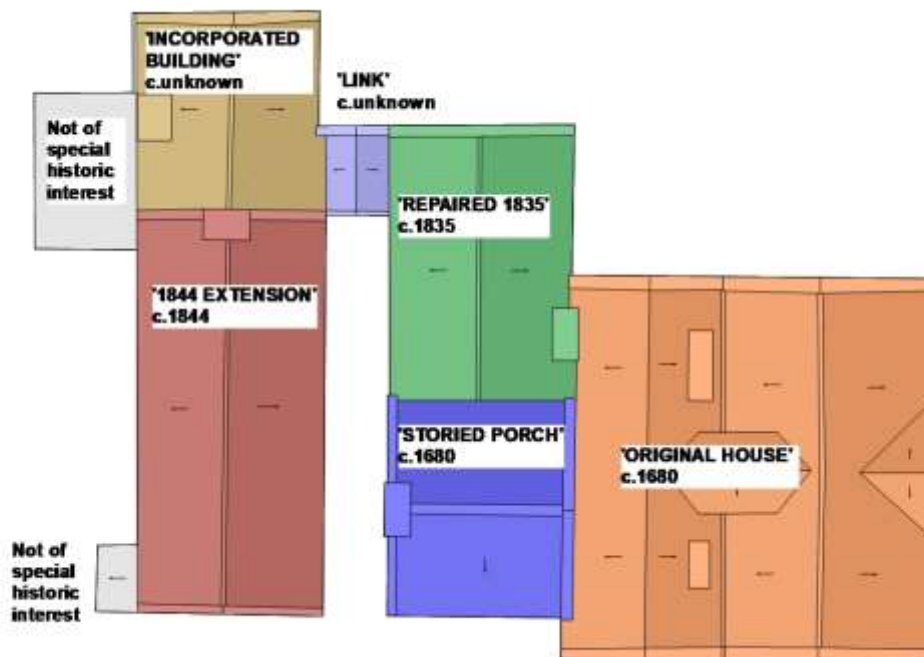 'INCORPORATED
BUILDING'
c.unknown
'LINK'
c.unknown
Not of
special
historic
interest
'REPAIRED 1835'
c.1835
'1844 EXTENSION'
c.1844
'STORIED PORCH'
c.1680
'ORIGINAL HOUSE'
c.1680
Not of
special
historic
interest